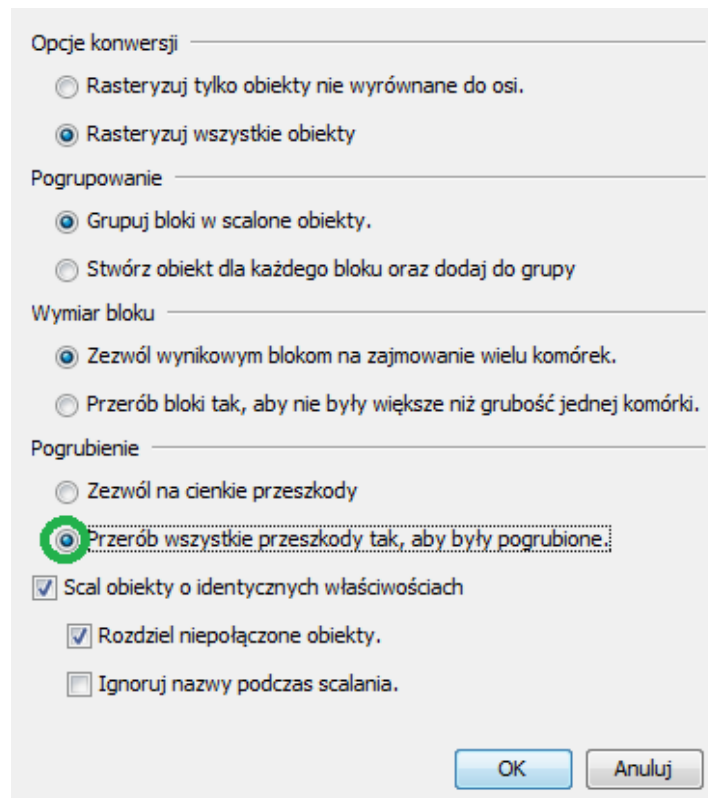 Opcje konwersji
Rasteryzuj tylko obiekty nie wyrównane do osi.
Rasteryzuj wszystkie obiekty
Pogrupowanie
Grupuj bloki w scalone obiekty.
Stwórz obiekt dla każdego bloku oraz dodaj do grupy
Wymiar bloku
Zezwól wynikowym blokom na zajmowanie wielu komórek.
Przerób bloki tak, aby nie były większe niż grubość jednej komórki.
Pogrubienie
Zezwól na cienkie przeszkody
Przerób wszystkie przeszkody tak, aby były pogrubione.
Scal obiekty o identycznych właściwościach
Rozdziel niepołączone obiekty.
Ignoruj nazwy podczas scalania.
OK Anuluj